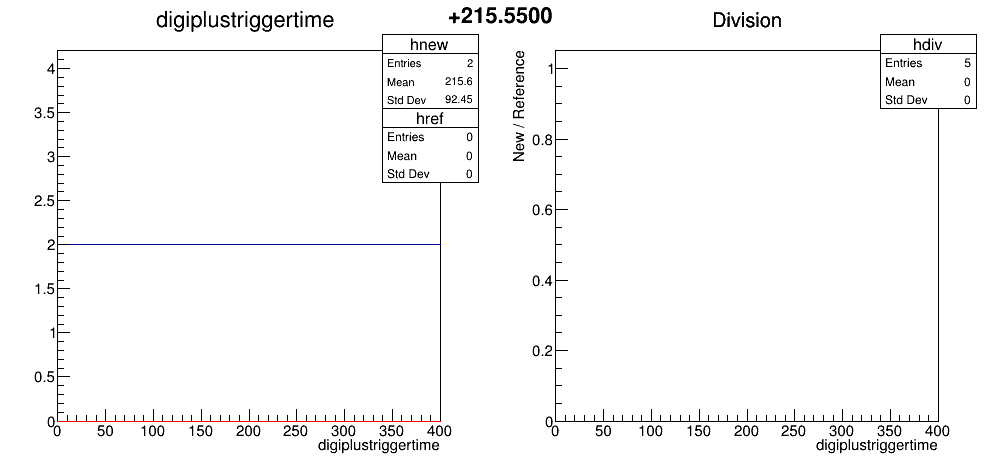 digiplustriggertime
+215.5500
Division
hnew
Entries 2
Mean 215.6
Std Dev 92.45
href
Entries 0
Mean 0
Std Dev 0
4
3.5
3
2.5
2
1.5
1
0.5
0
0 50 100 150 200 250 300 350 400
digiplustriggertime
hdiv
Entries 5
Mean 0
Std Dev 0
New / Reference
1
0.8
0.6
0.4
0.2
0
0 50 100 150 200 250 300 350 400
digiplustriggertime